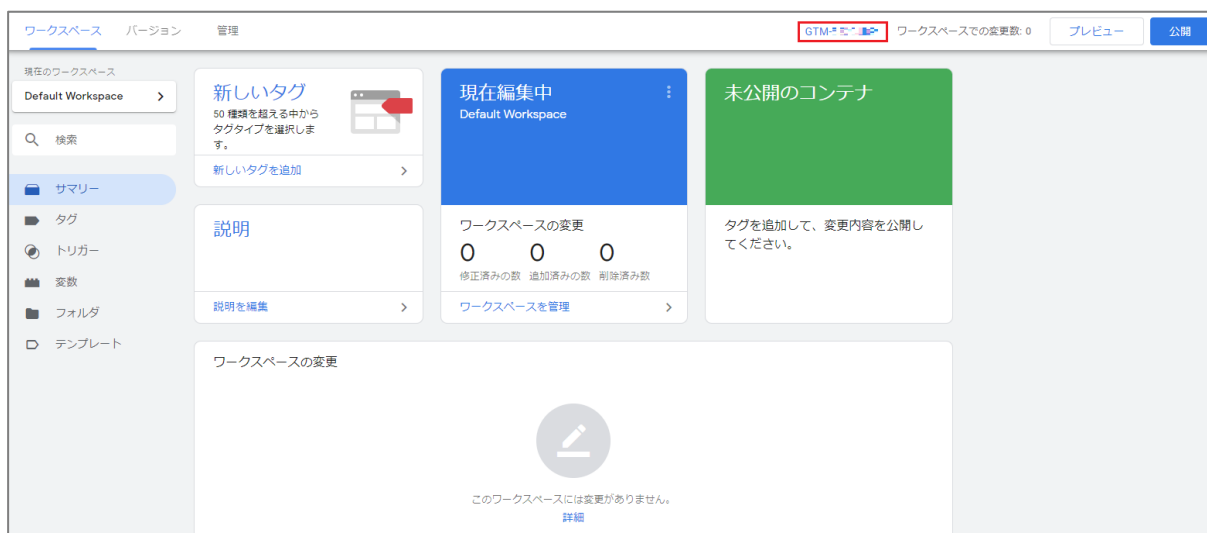 ワークスペース バージョン 管理 GTM- ワークスペースでの変更数: 0 プレビュー 公開
現在のワークスペース
Default Workspace
検索
サマリー
タグ
トリガー
変数
フォルダ
テンプレート
新しいタグ
50 種類を超える中から
タグタイプを選択しま
す。
新しいタグを追加
現在編集中
Default Workspace
未公開のコンテナ
説明
説明を編集
ワークスペースの変更
0 0 0
修正済みの数 追加済みの数 削除済み数
ワークスペースを管理
タグを追加して、変更内容を公開し
てください。
ワークスペースの変更
このワークスペースには変更がありません。
詳細